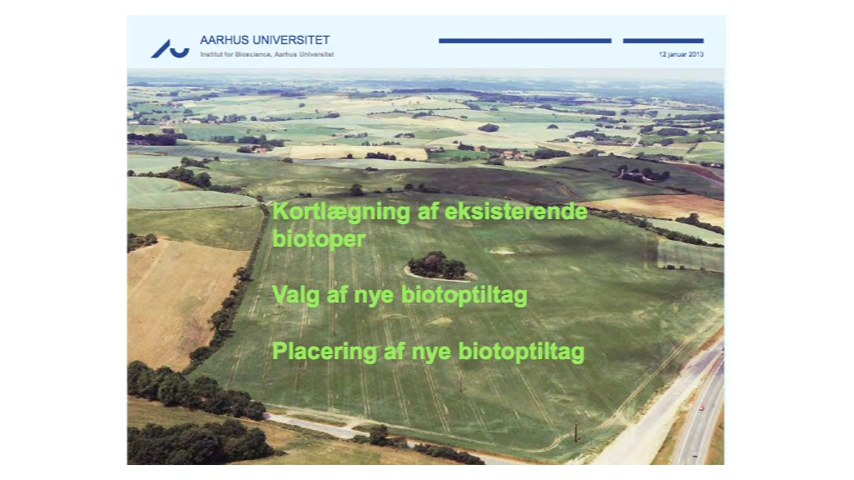 AARHUS UNIVERSITET
Institut for Bioscience, Aarhus Universitet
12 januar 2013
Kortlægning af eksisterende
biotoper
Valg af nye biotoptiltag
Placering af nye biotoptiltag